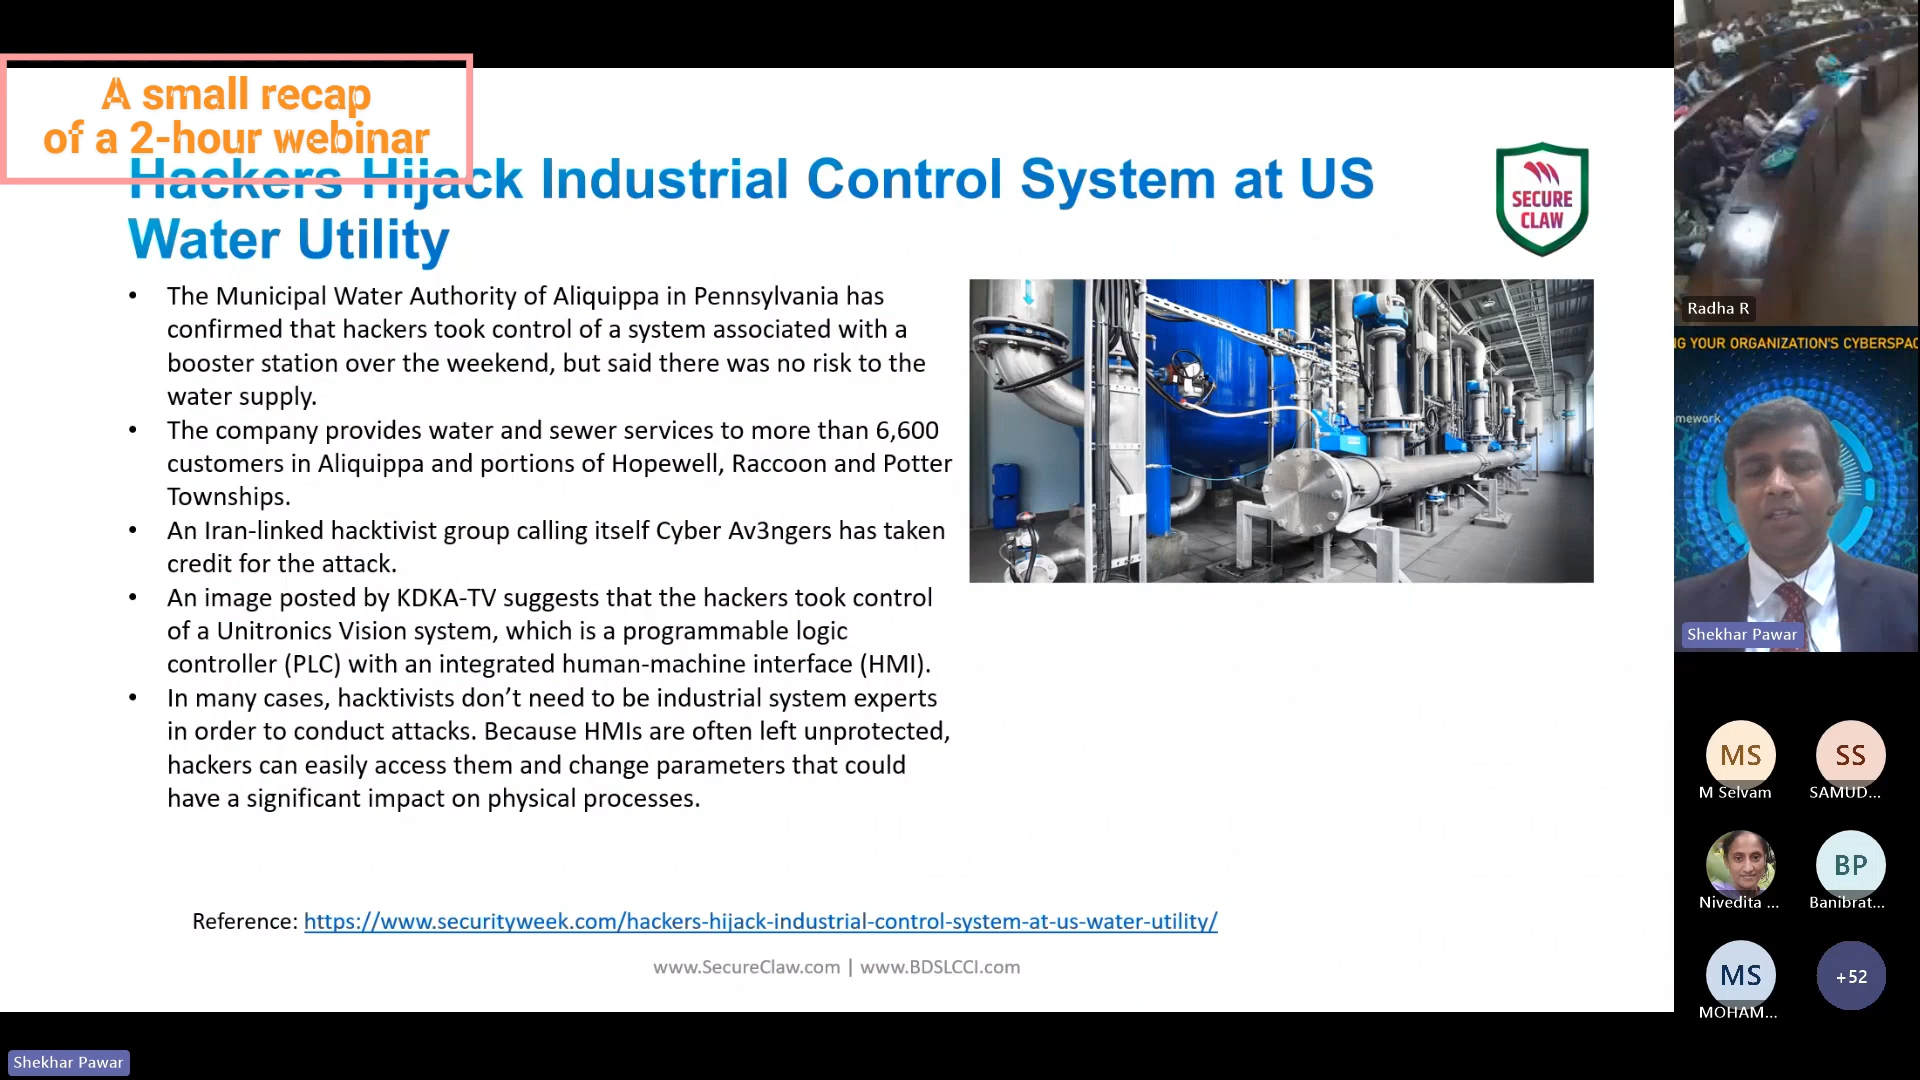 A small recap
of a 2-hour webinar
Hackers Hijack Industrial Control System at US
Water Utility
SECURE
CLAW
• The Municipal Water Authority of Aliquippa in Pennsylvania has
confirmed that hackers took control of a system associated with a
booster station over the weekend, but said there was no risk to the
water supply.
• The company provides water and sewer services to more than 6,600
customers in Aliquippa and portions of Hopewell, Raccoon and Potter
Townships.
• An Iran-linked hacktivist group calling itself Cyber Av3ngers has taken
credit for the attack.
• An image posted by KDKA-TV suggests that the hackers took control
of a Unitronics Vision system, which is a programmable logic
controller (PLC) with an integrated human-machine interface (HMI).
• In many cases, hacktivists don’t need to be industrial system experts
in order to conduct attacks. Because HMIs are often left unprotected,
hackers can easily access them and change parameters that could
have a significant impact on physical processes.
Reference: https://www.securityweek.com/hackers-hijack-industrial-control-system-at-us-water-utility/
www.SecureClaw.com | www.BDSLCCI.com
Shekhar Pawar
Radha R
NG YOUR ORGANIZATION'S CYBERSPAC
mework
Shekhar Pawar
MS
SS
M Selvam
SAMUD...
BP
Nivedita ...
Banibrat...
MS
+52
MOHAM...